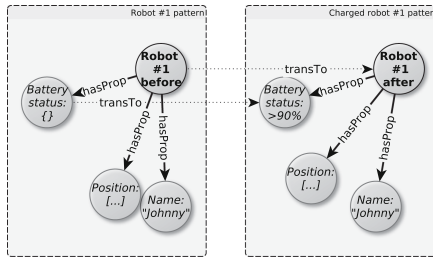 Robot #1 pattern
Charged robot #1 patter
Robot
#1
before
Robot
#1
after
Battery
status:
{}
Battery
status:
>90%
hasProp
hasProp
hasProp
transTo
transTo
hasProp
hasProp
hasProp
Position:
[...]
Name:
"Johnny"
Position:
[...]
Name:
"Johnny"